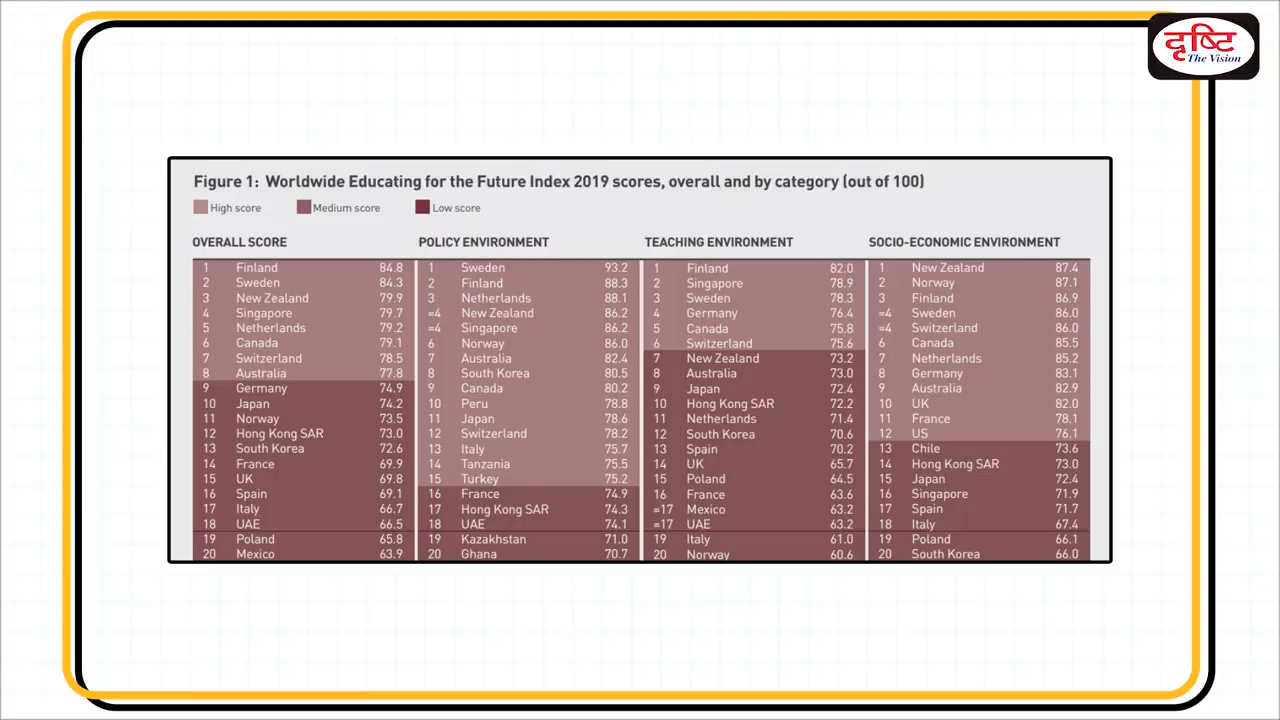 दृष्टि
The Vision
Figure 1: Worldwide Educating for the Future Index 2019 scores, overall and by category (out of 100)
High score Medium score Low score
OVERALL SCORE POLICY ENVIRONMENT TEACHING ENVIRONMENT SOCIO-ECONOMIC ENVIRONMENT
1 Finland 84.8 1 Sweden 93.2 1 Finland 82.0 1 New Zealand 87.4
2 Sweden 84.3 2 Finland 88.3 2 Singapore 78.9 2 Norway 87.1
3 New Zealand 79.9 3 Netherlands 88.1 3 Sweden 78.3 3 Finland 86.9
4 Singapore 79.7 =4 New Zealand 86.2 4 Germany 76.4 =4 Sweden 86.0
5 Netherlands 79.2 =4 Singapore 86.2 5 Canada 75.8 =4 Switzerland 86.0
6 Canada 79.1 6 Norway 86.0 6 Switzerland 75.6 6 Canada 85.5
7 Switzerland 78.5 7 Australia 82.4 7 New Zealand 73.2 7 Netherlands 85.2
8 Australia 77.8 8 South Korea 80.5 8 Australia 73.0 8 Germany 83.1
9 Germany 74.9 9 Canada 80.2 9 Japan 72.4 9 Australia 82.9
10 Japan 74.2 10 Peru 78.8 10 Hong Kong SAR 72.2 10 UK 82.0
11 Norway 73.5 11 Japan 78.6 11 Netherlands 71.4 11 France 78.1
12 Hong Kong SAR 73.0 12 Switzerland 78.2 12 South Korea 70.6 12 US 76.1
13 South Korea 72.6 13 Italy 75.7 13 Spain 70.2 13 Chile 73.6
14 France 69.9 14 Tanzania 75.5 14 UK 65.7 14 Hong Kong SAR 73.0
15 UK 69.8 15 Turkey 75.2 15 Poland 64.5 15 Japan 72.4
16 Spain 69.1 16 France 74.9 16 France 63.6 16 Singapore 71.9
17 Italy 66.7 17 Hong Kong SAR 74.3 =17 Mexico 63.2 17 Spain 71.7
18 UAE 66.5 18 UAE 74.1 =17 UAE 63.2 18 Italy 67.4
19 Poland 65.8 19 Kazakhstan 71.0 19 Italy 61.0 19 Poland 66.1
20 Mexico 63.9 20 Ghana 70.7 20 Norway 60.6 20 South Korea 66.0